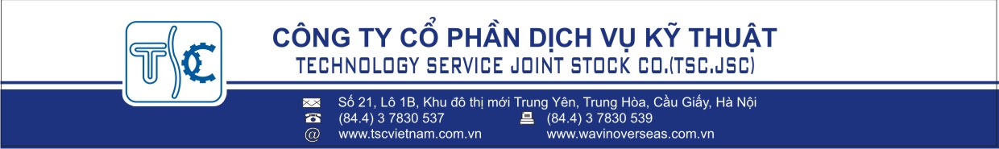 TSC
CÔNG TY CỔ PHẦN DỊCH VỤ KỸ THUẬT
TECHNOLOGY SERVICE JOINT STOCK CO.(TSC.JSC)
Số 21, Lô 1B, Khu đô thị mới Trung Yên, Trung Hòa, Cầu Giấy, Hà Nội
(84.4) 3 7830 537 (84.4) 3 7830 539
@ www.tscvietnam.com.vn www.wavinoverseas.com.vn